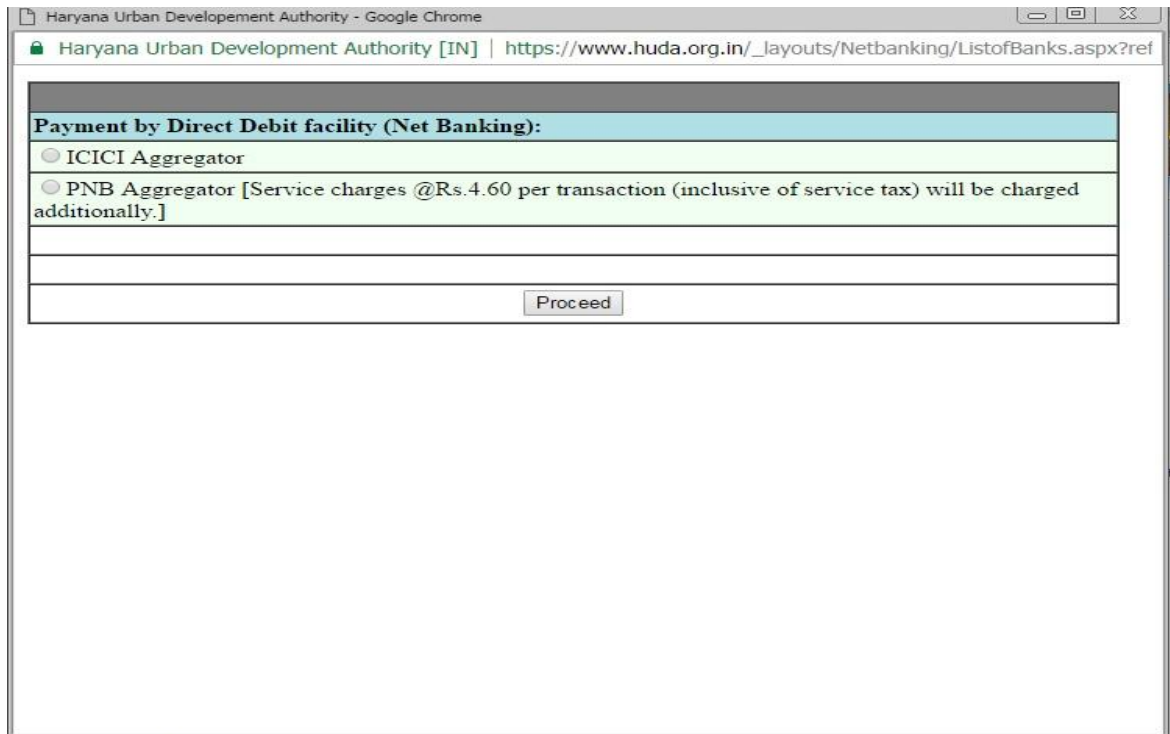 Haryana Urban Developement Authority - Google Chrome
Haryana Urban Development Authority [IN] | https://www.huda.org.in/_layouts/Netbanking/ListofBanks.aspx?ref
Payment by Direct Debit facility (Net Banking):
ICICI Aggregator
PNB Aggregator [Service charges @Rs.4.60 per transaction (inclusive of service tax) will be charged
additionally.]
Proceed